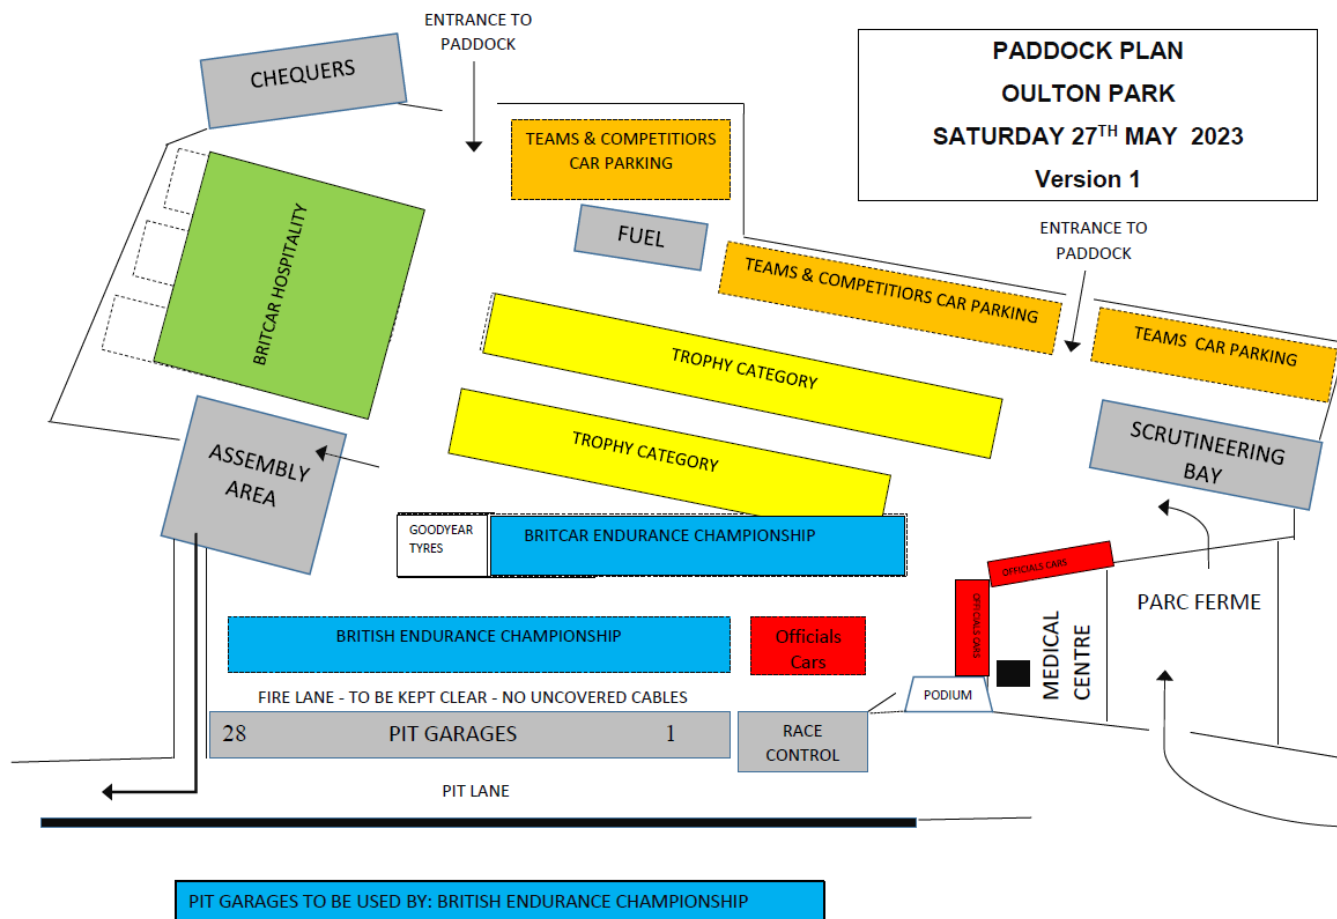 ENTRANCE TO
PADDOCK
PADDOCK PLAN
OULTON PARK
SATURDAY 27TH MAY 2023
Version 1
CHEQUERS
TEAMS & COMPETITIORS
CAR PARKING
FUEL
ENTRANCE TO
PADDOCK
BRITCAR HOSPITALITY
TEAMS & COMPETITIORS CAR PARKING
TEAMS CAR PARKING
TROPHY CATEGORY
TROPHY CATEGORY
SCRUTINEERING
BAY
ASSEMBLY
AREA
GOODYEAR
TYRES
BRITCAR ENDURANCE CHAMPIONSHIP
OFFICIALS CARS
OFFICIALS CARS
PARC FERME
MEDICAL
CENTRE
BRITISH ENDURANCE CHAMPIONSHIP
Officials
Cars
PODIUM
FIRE LANE - TO BE KEPT CLEAR - NO UNCOVERED CABLES
28 PIT GARAGES 1
RACE
CONTROL
PIT LANE
PIT GARAGES TO BE USED BY: BRITISH ENDURANCE CHAMPIONSHIP